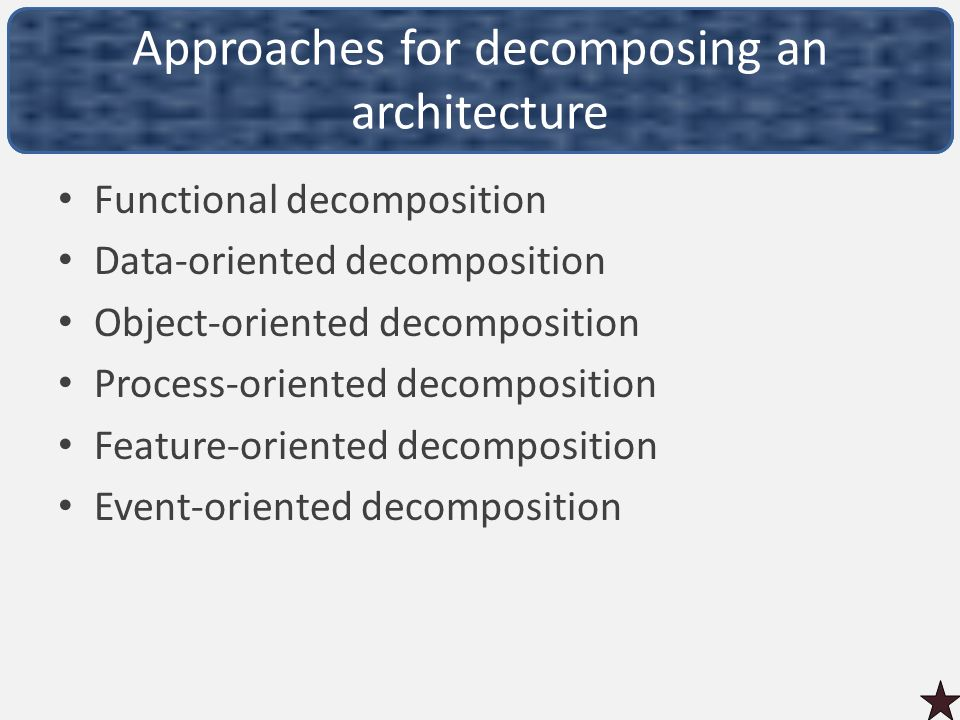 Approaches for decomposing an
architecture
• Functional decomposition
• Data-oriented decomposition
• Object-oriented decomposition
• Process-oriented decomposition
• Feature-oriented decomposition
• Event-oriented decomposition